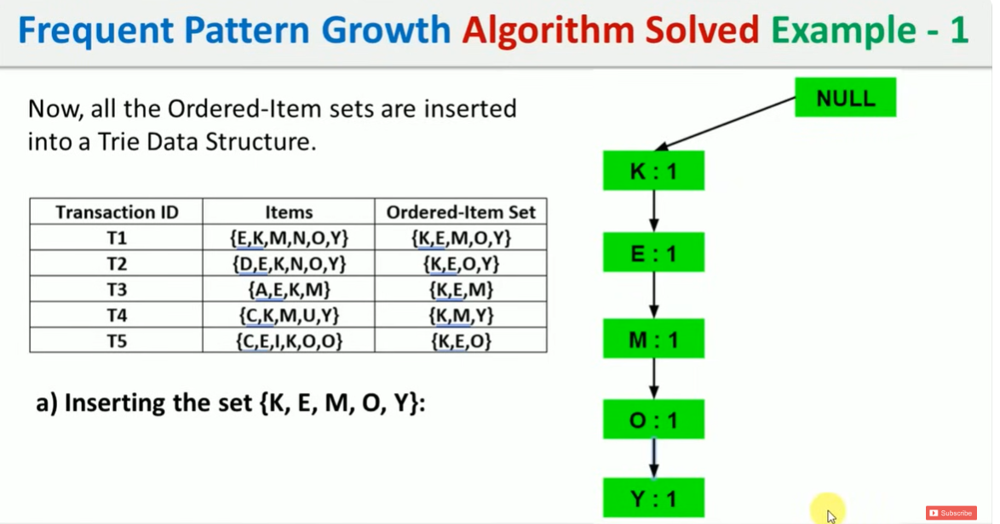 Frequent Pattern Growth Algorithm Solved Example - 1
Now, all the Ordered-Item sets are inserted
into a Trie Data Structure.
Transaction ID Items Ordered-Item Set
T1 {E,K,M,N,O,Y} {K,E,M,O,Y}
T2 {D,E,K,N,O,Y} {K,E,O,Y}
T3 {A,E,K,M} {K,E,M}
T4 {C,K,M,U,Y} {K,M,Y}
T5 {C,E,I,K,O,O} {K,E,O}
a) Inserting the set {K, E, M, O, Y}:
NULL
K : 1
E : 1
M : 1
O : 1
Y : 1
Subscribe